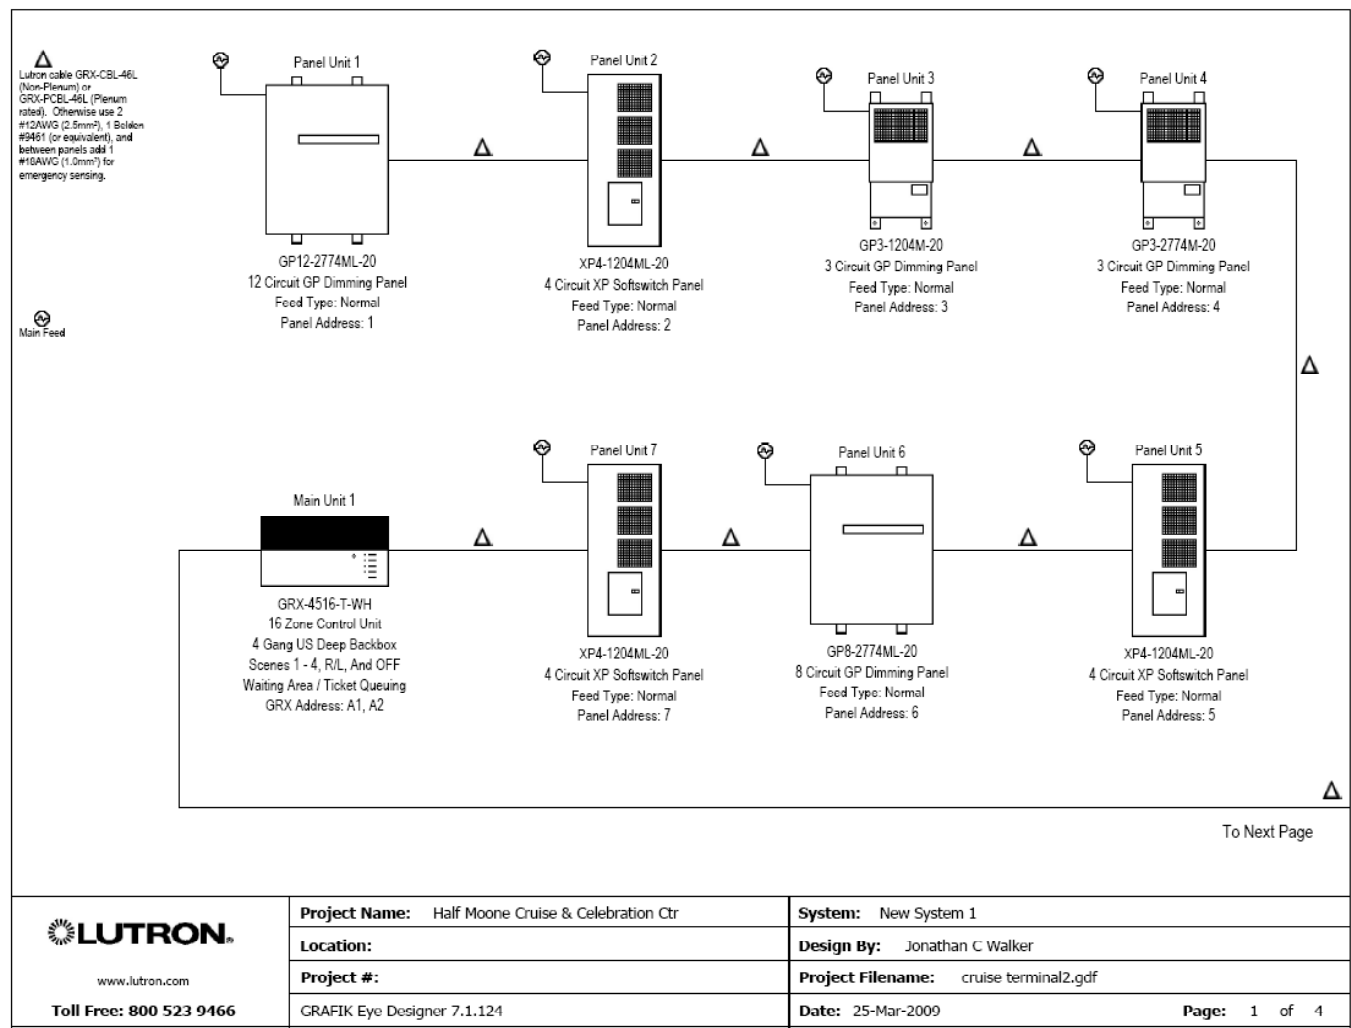 Δ
Lutron cable GRX-CBL-46L
(Non-Plenum) or
GRX-PCBL-46L (Plenum
rated). Otherwise use 2
#12AWG (2.5mm²), 1 Belden
#9461 (or equivalent), and
between panels add 1
#18AWG (1.0mm²) for
emergency sensing.
Main Feed
Panel Unit 1
GP12-2774ML-20
12 Circuit GP Dimming Panel
Feed Type: Normal
Panel Address: 1
Δ
Panel Unit 2
XP4-1204ML-20
4 Circuit XP Softswitch Panel
Feed Type: Normal
Panel Address: 2
Δ
Panel Unit 3
GP3-1204M-20
3 Circuit GP Dimming Panel
Feed Type: Normal
Panel Address: 3
Δ
Panel Unit 4
GP3-2774M-20
3 Circuit GP Dimming Panel
Feed Type: Normal
Panel Address: 4
Δ
Main Unit 1
GRX-4516-T-WH
16 Zone Control Unit
4 Gang US Deep Backbox
Scenes 1 - 4, R/L, And OFF
Waiting Area / Ticket Queuing
GRX Address: A1, A2
Δ
Panel Unit 7
XP4-1204ML-20
4 Circuit XP Softswitch Panel
Feed Type: Normal
Panel Address: 7
Δ
Panel Unit 6
GP8-2774ML-20
8 Circuit GP Dimming Panel
Feed Type: Normal
Panel Address: 6
Δ
Panel Unit 5
XP4-1204ML-20
4 Circuit XP Softswitch Panel
Feed Type: Normal
Panel Address: 5
Δ
To Next Page
LUTRON.
www.lutron.com
Toll Free: 800 523 9466
Project Name: Half Moone Cruise & Celebration Ctr
Location:
Project #:
GRAFIK Eye Designer 7.1.124
System: New System 1
Design By: Jonathan C Walker
Project Filename: cruise terminal2.gdf
Date: 25-Mar-2009
Page: 1 of 4